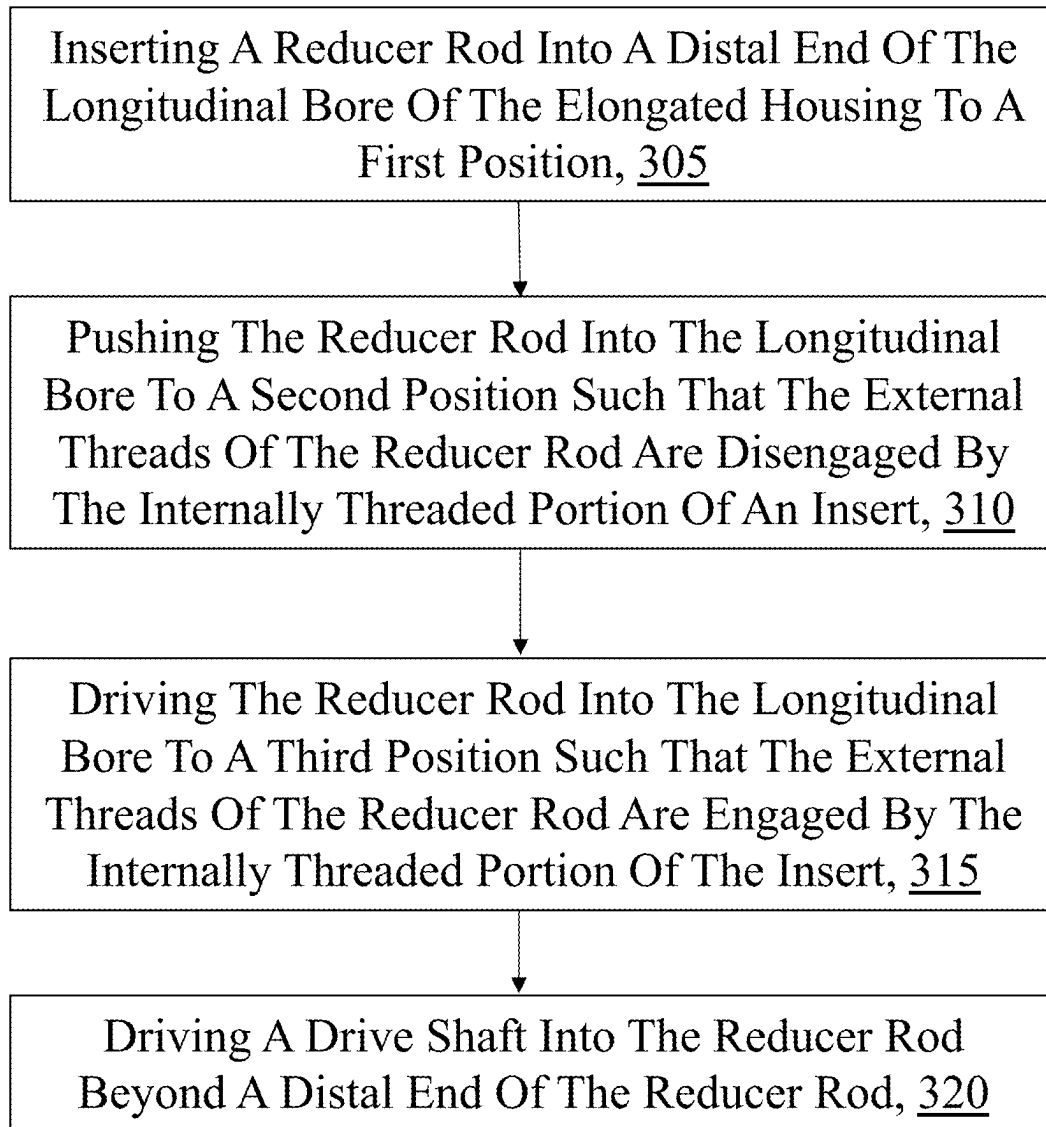 Inserting A Reducer Rod Into A Distal End Of The
Longitudinal Bore Of The Elongated Housing To A
First Position, 305
Pushing The Reducer Rod Into The Longitudinal
Bore To A Second Position Such That The External
Threads Of The Reducer Rod Are Disengaged By
The Internally Threaded Portion Of An Insert, 310
Driving The Reducer Rod Into The Longitudinal
Bore To A Third Position Such That The External
Threads Of The Reducer Rod Are Engaged By The
Internally Threaded Portion Of The Insert, 315
Driving A Drive Shaft Into The Reducer Rod
Beyond A Distal End Of The Reducer Rod, 320